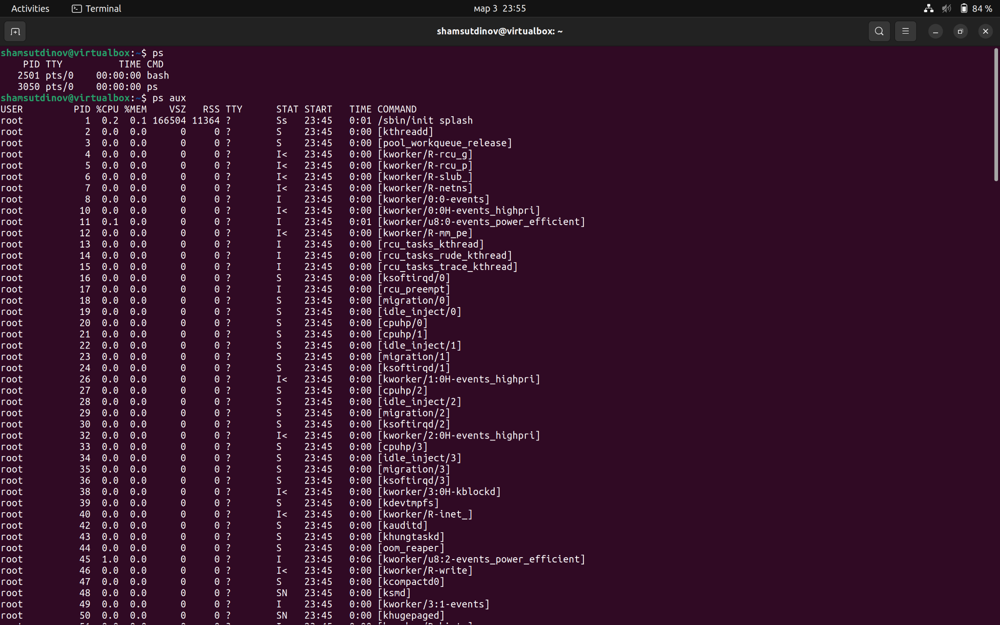 Activities Terminal мар 3 23:55 84 %
shamsutdinov@virtualbox: ~
shamsutdinov@virtualbox:~$ ps
    PID TTY          TIME CMD
   2501 pts/0    00:00:00 bash
   3050 pts/0    00:00:00 ps
shamsutdinov@virtualbox:~$ ps aux
USER         PID %CPU %MEM    VSZ   RSS TTY      STAT START   TIME COMMAND
root           1  0.2  0.1 166504 11364 ?        Ss   23:45   0:01 /sbin/init splash
root           2  0.0  0.0      0     0 ?        S    23:45   0:00 [kthreadd]
root           3  0.0  0.0      0     0 ?        S    23:45   0:00 [pool_workqueue_release]
root           4  0.0  0.0      0     0 ?        I<   23:45   0:00 [kworker/R-rcu_g]
root           5  0.0  0.0      0     0 ?        I<   23:45   0:00 [kworker/R-rcu_p]
root           6  0.0  0.0      0     0 ?        I<   23:45   0:00 [kworker/R-slub_]
root           7  0.0  0.0      0     0 ?        I<   23:45   0:00 [kworker/R-netns]
root           8  0.0  0.0      0     0 ?        I    23:45   0:00 [kworker/0:0-events]
root          10  0.0  0.0      0     0 ?        I<   23:45   0:00 [kworker/0:0H-events_highpri]
root          11  0.1  0.0      0     0 ?        I    23:45   0:01 [kworker/u8:0-events_power_efficient]
root          12  0.0  0.0      0     0 ?        I<   23:45   0:00 [kworker/R-mm_pe]
root          13  0.0  0.0      0     0 ?        I    23:45   0:00 [rcu_tasks_kthread]
root          14  0.0  0.0      0     0 ?        I    23:45   0:00 [rcu_tasks_rude_kthread]
root          15  0.0  0.0      0     0 ?        I    23:45   0:00 [rcu_tasks_trace_kthread]
root          16  0.0  0.0      0     0 ?        S    23:45   0:00 [ksoftirqd/0]
root          17  0.0  0.0      0     0 ?        I    23:45   0:00 [rcu_preempt]
root          18  0.0  0.0      0     0 ?        S    23:45   0:00 [migration/0]
root          19  0.0  0.0      0     0 ?        S    23:45   0:00 [idle_inject/0]
root          20  0.0  0.0      0     0 ?        S    23:45   0:00 [cpuhp/0]
root          21  0.0  0.0      0     0 ?        S    23:45   0:00 [cpuhp/1]
root          22  0.0  0.0      0     0 ?        S    23:45   0:00 [idle_inject/1]
root          23  0.0  0.0      0     0 ?        S    23:45   0:00 [migration/1]
root          24  0.0  0.0      0     0 ?        S    23:45   0:00 [ksoftirqd/1]
root          26  0.0  0.0      0     0 ?        I<   23:45   0:00 [kworker/1:0H-events_highpri]
root          27  0.0  0.0      0     0 ?        S    23:45   0:00 [cpuhp/2]
root          28  0.0  0.0      0     0 ?        S    23:45   0:00 [idle_inject/2]
root          29  0.0  0.0      0     0 ?        S    23:45   0:00 [migration/2]
root          30  0.0  0.0      0     0 ?        S    23:45   0:00 [ksoftirqd/2]
root          32  0.0  0.0      0     0 ?        I<   23:45   0:00 [kworker/2:0H-events_highpri]
root          33  0.0  0.0      0     0 ?        S    23:45   0:00 [cpuhp/3]
root          34  0.0  0.0      0     0 ?        S    23:45   0:00 [idle_inject/3]
root          35  0.0  0.0      0     0 ?        S    23:45   0:00 [migration/3]
root          36  0.0  0.0      0     0 ?        S    23:45   0:00 [ksoftirqd/3]
root          38  0.0  0.0      0     0 ?        I<   23:45   0:00 [kworker/3:0H-kblockd]
root          39  0.0  0.0      0     0 ?        S    23:45   0:00 [kdevtmpfs]
root          40  0.0  0.0      0     0 ?        I<   23:45   0:00 [kworker/R-inet_]
root          42  0.0  0.0      0     0 ?        S    23:45   0:00 [kauditd]
root          43  0.0  0.0      0     0 ?        S    23:45   0:00 [khungtaskd]
root          44  0.0  0.0      0     0 ?        S    23:45   0:00 [oom_reaper]
root          45  1.0  0.0      0     0 ?        I    23:45   0:06 [kworker/u8:2-events_power_efficient]
root          46  0.0  0.0      0     0 ?        I<   23:45   0:00 [kworker/R-write]
root          47  0.0  0.0      0     0 ?        S    23:45   0:00 [kcompactd0]
root          48  0.0  0.0      0     0 ?        SN   23:45   0:00 [ksmd]
root          49  0.0  0.0      0     0 ?        I    23:45   0:00 [kworker/3:1-events]
root          50  0.0  0.0      0     0 ?        SN   23:45   0:00 [khugepaged]